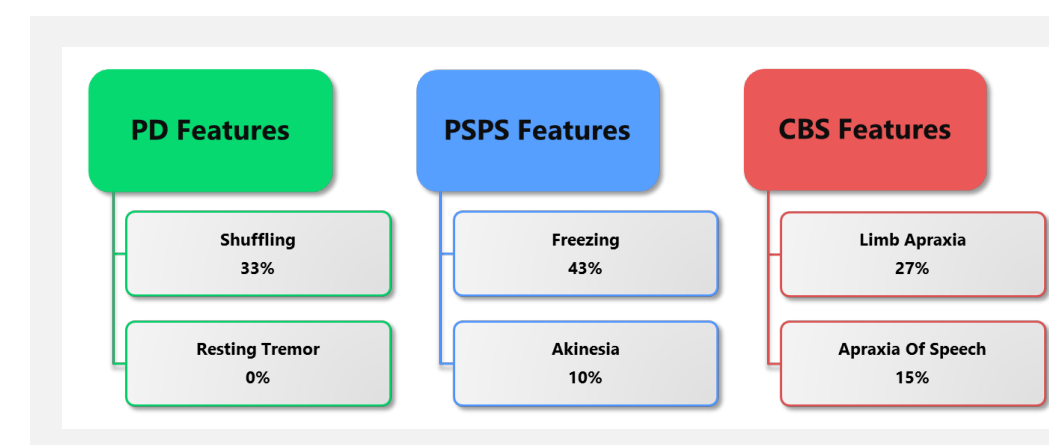 PD Features
Shuffling
33%
Resting Tremor
0%
PSPS Features
Freezing
43%
Akinesia
10%
CBS Features
Limb Apraxia
27%
Apraxia Of Speech
15%